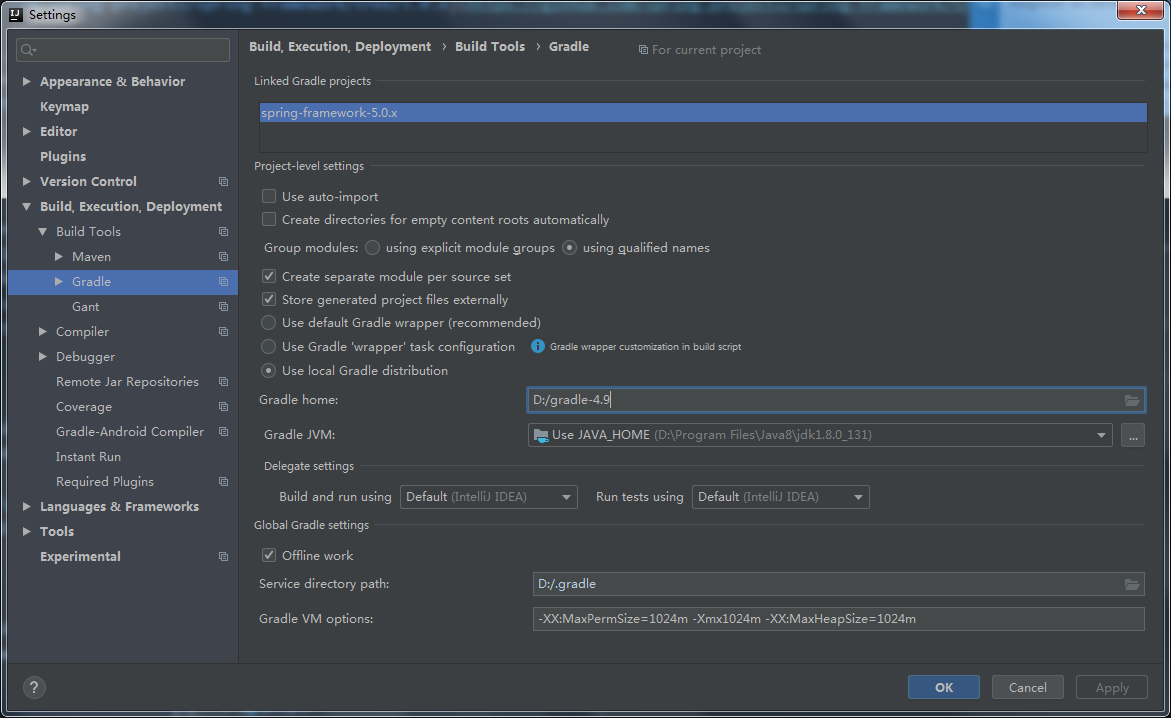 Settings
Appearance & Behavior
Keymap
Editor
Plugins
Version Control
Build, Execution, Deployment
Build Tools
Maven
Gradle
Gant
Compiler
Debugger
Remote Jar Repositories
Coverage
Gradle-Android Compiler
Instant Run
Required Plugins
Languages & Frameworks
Tools
Experimental
Build, Execution, Deployment › Build Tools › Gradle For current project
Linked Gradle projects
spring-framework-5.0.x
Project-level settings
Use auto-import
Create directories for empty content roots automatically
Group modules: using explicit module groups using qualified names
Create separate module per source set
Store generated project files externally
Use default Gradle wrapper (recommended)
Use Gradle 'wrapper' task configuration Gradle wrapper customization in build script
Use local Gradle distribution
Gradle home: D:/gradle-4.9
Gradle JVM: Use JAVA_HOME (D:\Program Files\Java8\jdk1.8.0_131) ...
Delegate settings
Build and run using Default (IntelliJ IDEA) Run tests using Default (IntelliJ IDEA)
Global Gradle settings
Offline work
Service directory path: D:/.gradle
Gradle VM options: -XX:MaxPermSize=1024m -Xmx1024m -XX:MaxHeapSize=1024m
? OK Cancel Apply